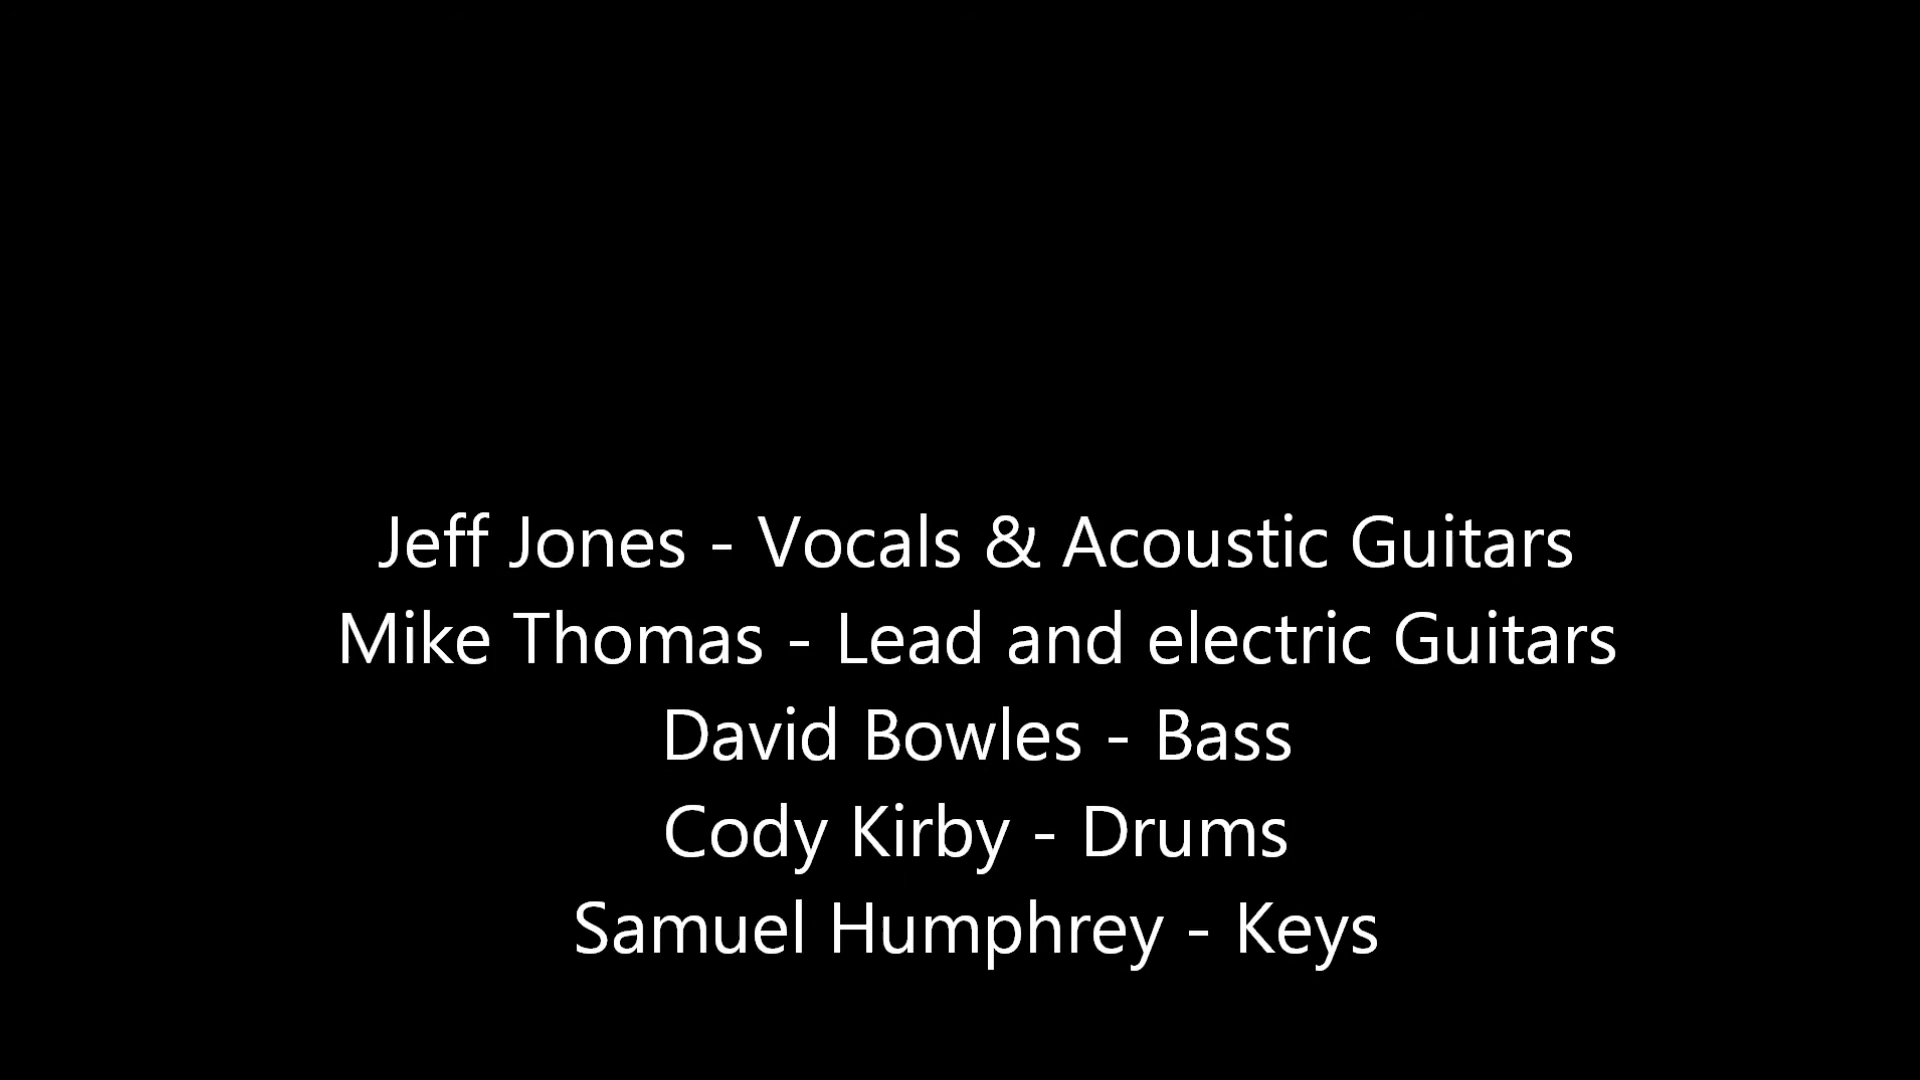 Jeff Jones - Vocals & Acoustic Guitars
Mike Thomas - Lead and electric Guitars
David Bowles - Bass
Cody Kirby - Drums
Samuel Humphrey - Keys